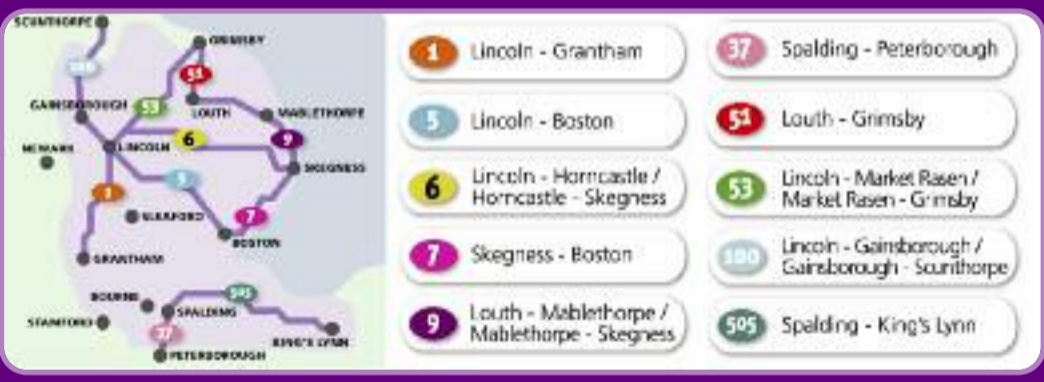 SCUNTHORPE
GRIMSBY
51
100
GAINSBOROUGH
53
LOUTH
MABLETHORPE
6
9
NEWARK
LINCOLN
SKEGNESS
5
1
SLEAFORD
7
BOSTON
GRANTHAM
BOURNE
505
SPALDING
STAMFORD
37
KING'S LYNN
PETERBOROUGH
1 Lincoln - Grantham
5 Lincoln - Boston
6 Lincoln - Horncastle /
Horncastle - Skegness
7 Skegness - Boston
9 Louth - Mablethorpe /
Mablethorpe - Skegness
37 Spalding - Peterborough
51 Louth - Grimsby
53 Lincoln - Market Rasen /
Market Rasen - Grimsby
100 Lincoln - Gainsborough /
Gainsborough - Scunthorpe
505 Spalding - King's Lynn